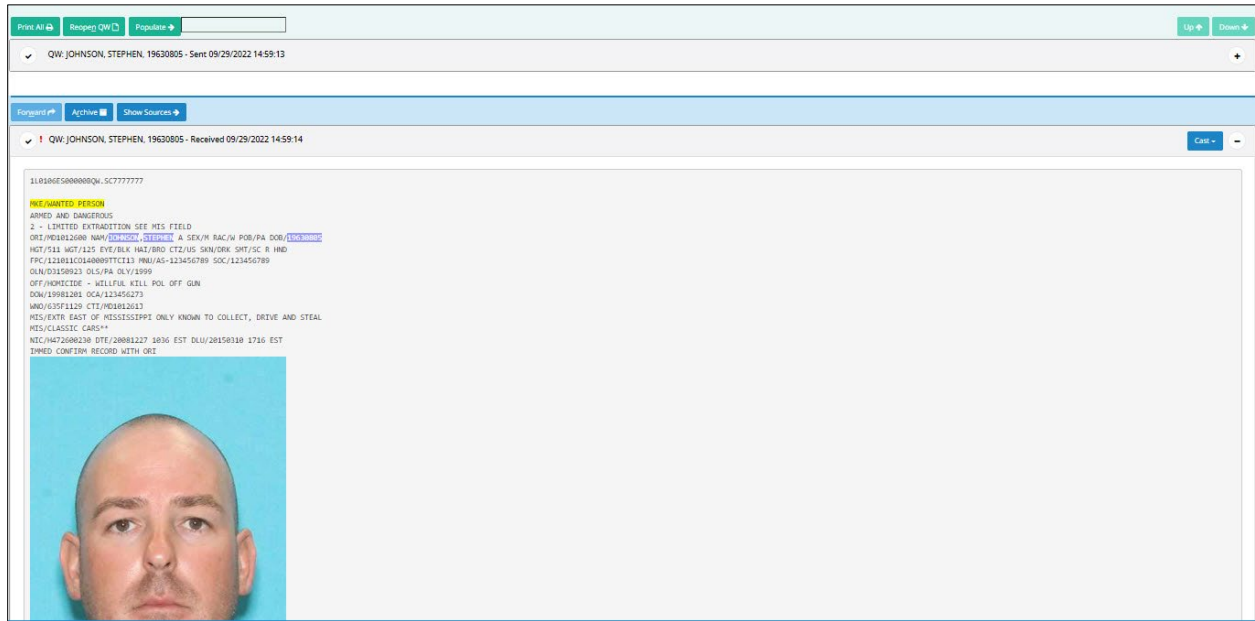 Print All Reopen QW Populate Up Down
QW: JOHNSON, STEPHEN, 19630805 - Sent 09/29/2022 14:59:13
Forward Archive Show Sources
! QW: JOHNSON, STEPHEN, 19630805 - Received 09/29/2022 14:59:14 Cast
1L0106ES00000BQW.SC7777777
MKE/WANTED PERSON
ARMED AND DANGEROUS
2 - LIMITED EXTRADITION SEE MIS FIELD
ORI/MD1012600 NAM/JOHNSON,STEPHEN A SEX/M RAC/W POB/PA DOB/19630805
HGT/511 WGT/125 EYE/BLK HAI/BRO CTZ/US SKN/DRK SMT/SC R HND
FPC/121011CO140009TTCI13 MNU/AS-123456789 SOC/123456789
OLN/D3150923 OLS/PA OLY/1999
OFF/HOMICIDE - WILLFUL KILL POL OFF GUN
DOW/19981201 OCA/123456273
WNO/635F1129 CTI/MD1012613
MIS/EXTR EAST OF MISSISSIPPI ONLY KNOWN TO COLLECT, DRIVE AND STEAL
MIS/CLASSIC CARS**
NIC/H472600230 DTE/20081227 1036 EST DLU/20150310 1716 EST
IMMED CONFIRM RECORD WITH ORI